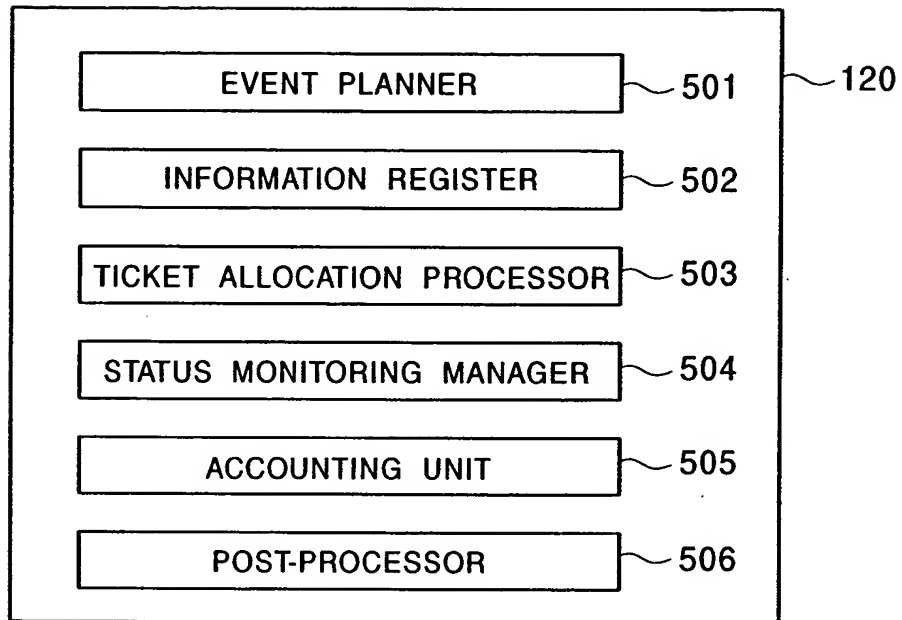 EVENT PLANNER 501 120
INFORMATION REGISTER 502
TICKET ALLOCATION PROCESSOR 503
STATUS MONITORING MANAGER 504
ACCOUNTING UNIT 505
POST-PROCESSOR 506